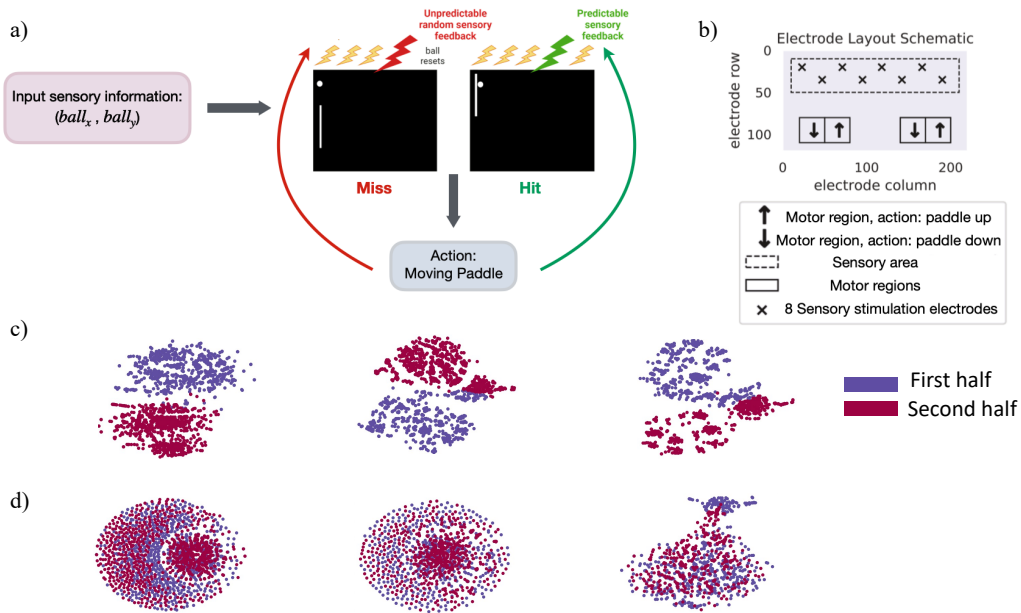 a)
Input sensory information:
(ball_x , ball_y)
Unpredictable
random sensory
feedback
ball
resets
Predictable
sensory
feedback
Miss
Hit
Action:
Moving Paddle
b)
Electrode Layout Schematic
electrode row
0
50
100
0
100
200
electrode column
Motor region, action: paddle up
Motor region, action: paddle down
Sensory area
Motor regions
8 Sensory stimulation electrodes
c)
First half
Second half
d)